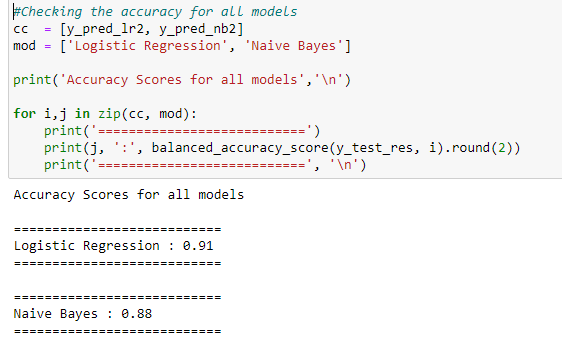 #Checking the accuracy for all models
cc  = [y_pred_lr2, y_pred_nb2]
mod = ['Logistic Regression', 'Naive Bayes']
print('Accuracy Scores for all models','\n')
for i,j in zip(cc, mod):
    print('===========================')
    print(j, ':', balanced_accuracy_score(y_test_res, i).round(2))
    print('===========================', '\n')
Accuracy Scores for all models
===========================
Logistic Regression : 0.91
===========================
===========================
Naive Bayes : 0.88
===========================